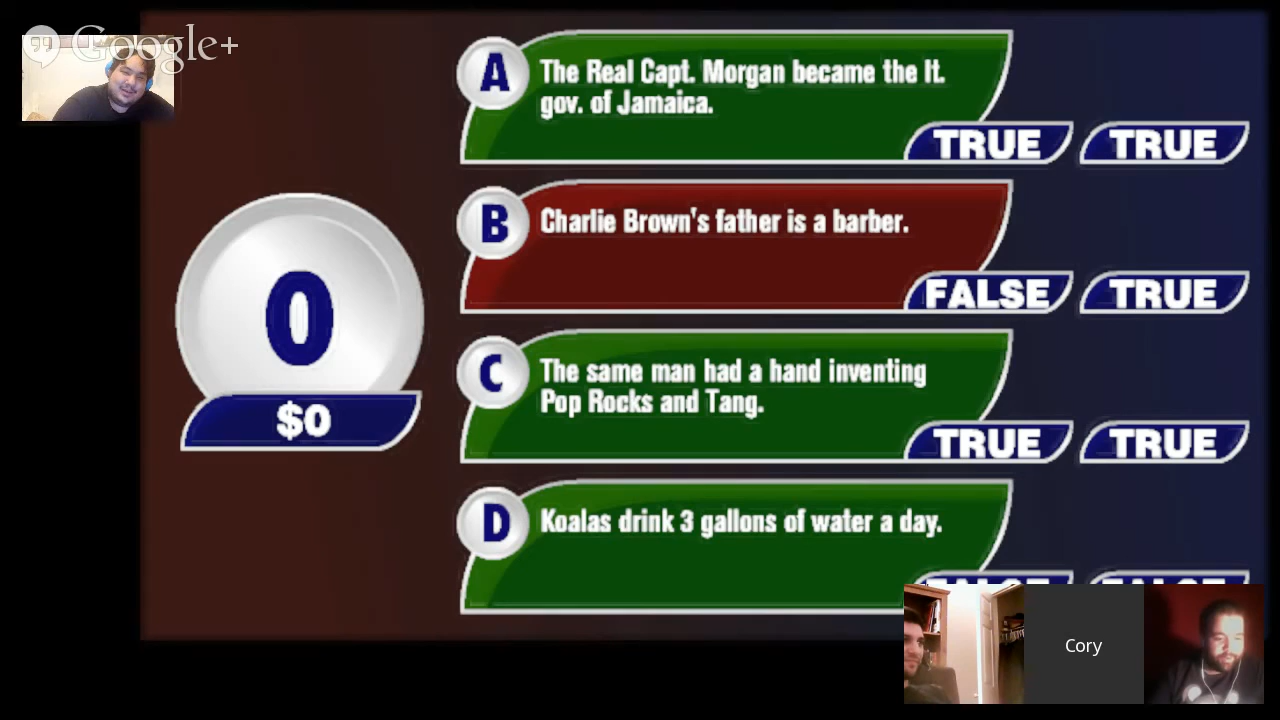 Google+
A
The Real Capt. Morgan became the lt.
gov. of Jamaica.
TRUE TRUE
B
Charlie Brown's father is a barber.
FALSE TRUE
0
$0
C
The same man had a hand inventing
Pop Rocks and Tang.
TRUE TRUE
D
Koalas drink 3 gallons of water a day.
FALSE FALSE
Cory